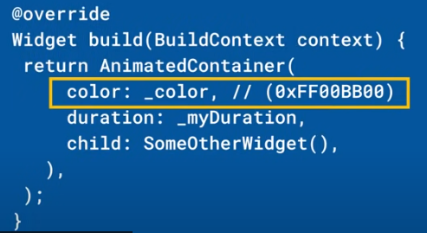 @override
Widget build(BuildContext context) {
return AnimatedContainer(
color: _color, // (0xFF00BB00)
duration: _myDuration,
child: SomeOtherWidget(),
),
);
}